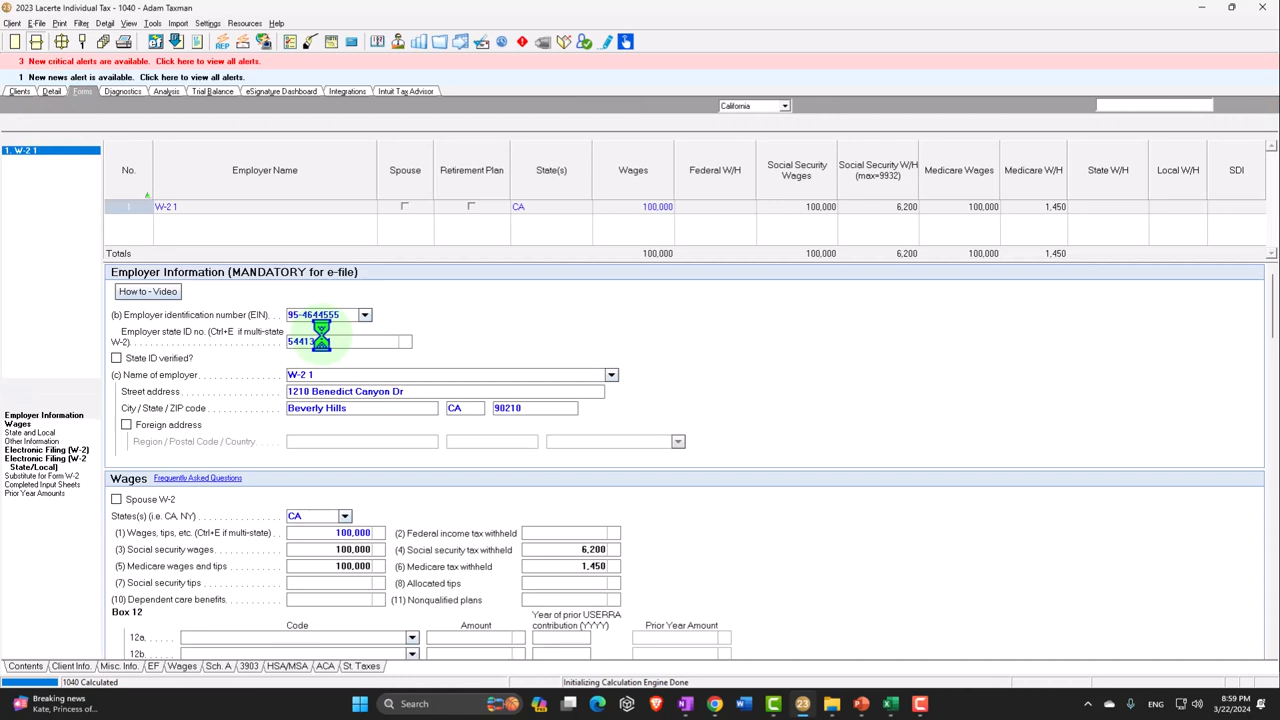 2023 Lacerte Individual Tax - 1040 - Adam Taxman
Client E-File Print Filter Detail View Tools Import Settings Resources Help
REP
3 New critical alerts are available. Click here to view all alerts.
1 New news alert is available. Click here to view all alerts.
Clients Detail Forms Diagnostics Analysis Trial Balance eSignature Dashboard Integrations Intuit Tax Advisor
California
1. W-2 1
No. Employer Name Spouse Retirement Plan State(s) Wages Federal W/H Social Security Wages Social Security W/H (max=9932) Medicare Wages Medicare W/H State W/H Local W/H SDI
1 W-2 1 CA 100,000 100,000 6,200 100,000 1,450
Totals 100,000 100,000 6,200 100,000 1,450
Employer Information (MANDATORY for e-file)
How to - Video
(b) Employer identification number (EIN). . . 95-4644555
Employer state ID no. (Ctrl+E if multi-state
W-2)
State ID verified?
(c) Name of employer W-2 1
Street address 1210 Benedict Canyon Dr
City / State / ZIP code Beverly Hills CA 90210
Foreign address
Region / Postal Code / Country
Employer Information
Wages
State and Local
Other Information
Electronic Filing (W-2)
Electronic Filing (W-2
State/Local)
Substitute for Form W-2
Completed Input Sheets
Prior Year Amounts
Wages Frequently Asked Questions
Spouse W-2
States(s) (i.e. CA, NY) CA
(1) Wages, tips, etc. (Ctrl+E if multi-state) 100,000 (2) Federal income tax withheld
(3) Social security wages 100,000 (4) Social security tax withheld 6,200
(5) Medicare wages and tips 100,000 (6) Medicare tax withheld 1,450
(7) Social security tips (8) Allocated tips
(10) Dependent care benefits (11) Nonqualified plans
Box 12
Code Amount Year of prior USERRA contribution (YYYY) Prior Year Amount
12a
12b
Contents Client Info. Misc. Info. EF Wages Sch. A 3903 HSA/MSA ACA St. Taxes
1040 Calculated Initializing Calculation Engine Done
Breaking news
Kate, Princess of...
Search
23
ENG
8:59 PM
3/22/2024